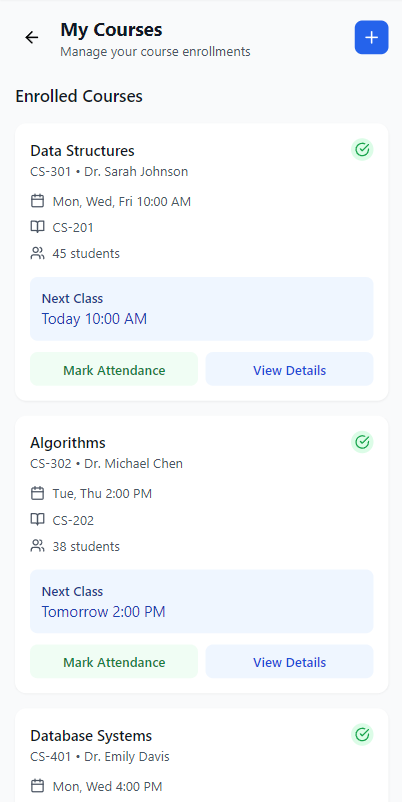 My Courses
Manage your course enrollments
Enrolled Courses
Data Structures
CS-301 • Dr. Sarah Johnson
Mon, Wed, Fri 10:00 AM
CS-201
45 students
Next Class
Today 10:00 AM
Mark Attendance View Details
Algorithms
CS-302 • Dr. Michael Chen
Tue, Thu 2:00 PM
CS-202
38 students
Next Class
Tomorrow 2:00 PM
Mark Attendance View Details
Database Systems
CS-401 • Dr. Emily Davis
Mon, Wed 4:00 PM